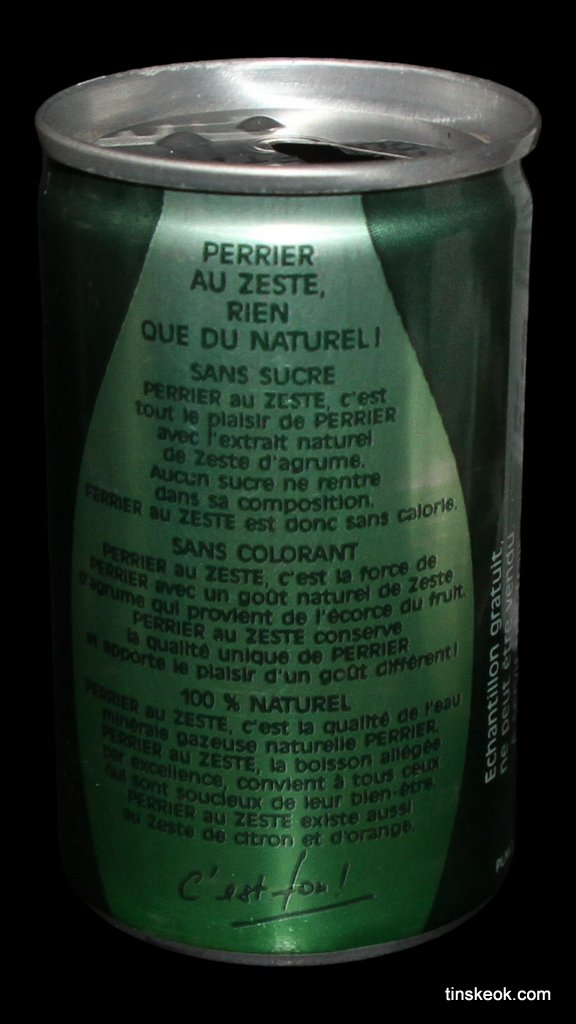 PERRIER
AU ZESTE,
RIEN
QUE DU NATUREL!
SANS SUCRE
PERRIER au ZESTE, c'est
tout le plaisir de PERRIER
avec l'extrait naturel
de Zeste d'agrume.
Aucun sucre ne rentre
dans sa composition.
PERRIER au ZESTE est donc sans calorie.
SANS COLORANT
PERRIER au ZESTE, c'est la force de
PERRIER avec un goût naturel de Zeste
d'agrume qui provient de l'écorce du fruit.
PERRIER au ZESTE conserve
la qualité unique de PERRIER
et apporte le plaisir d'un goût différent!
100 % NATUREL
PERRIER au ZESTE, c'est la qualité de l'eau
minérale gazeuse naturelle PERRIER.
PERRIER au ZESTE, la boisson allégée
par excellence, convient à tous ceux
qui sont soucieux de leur bien-être.
PERRIER au ZESTE existe aussi
au Zeste de citron et d'orange.
C'est fou!
Echantillon gratuit,
ne peut être vendu
tinskeok.com